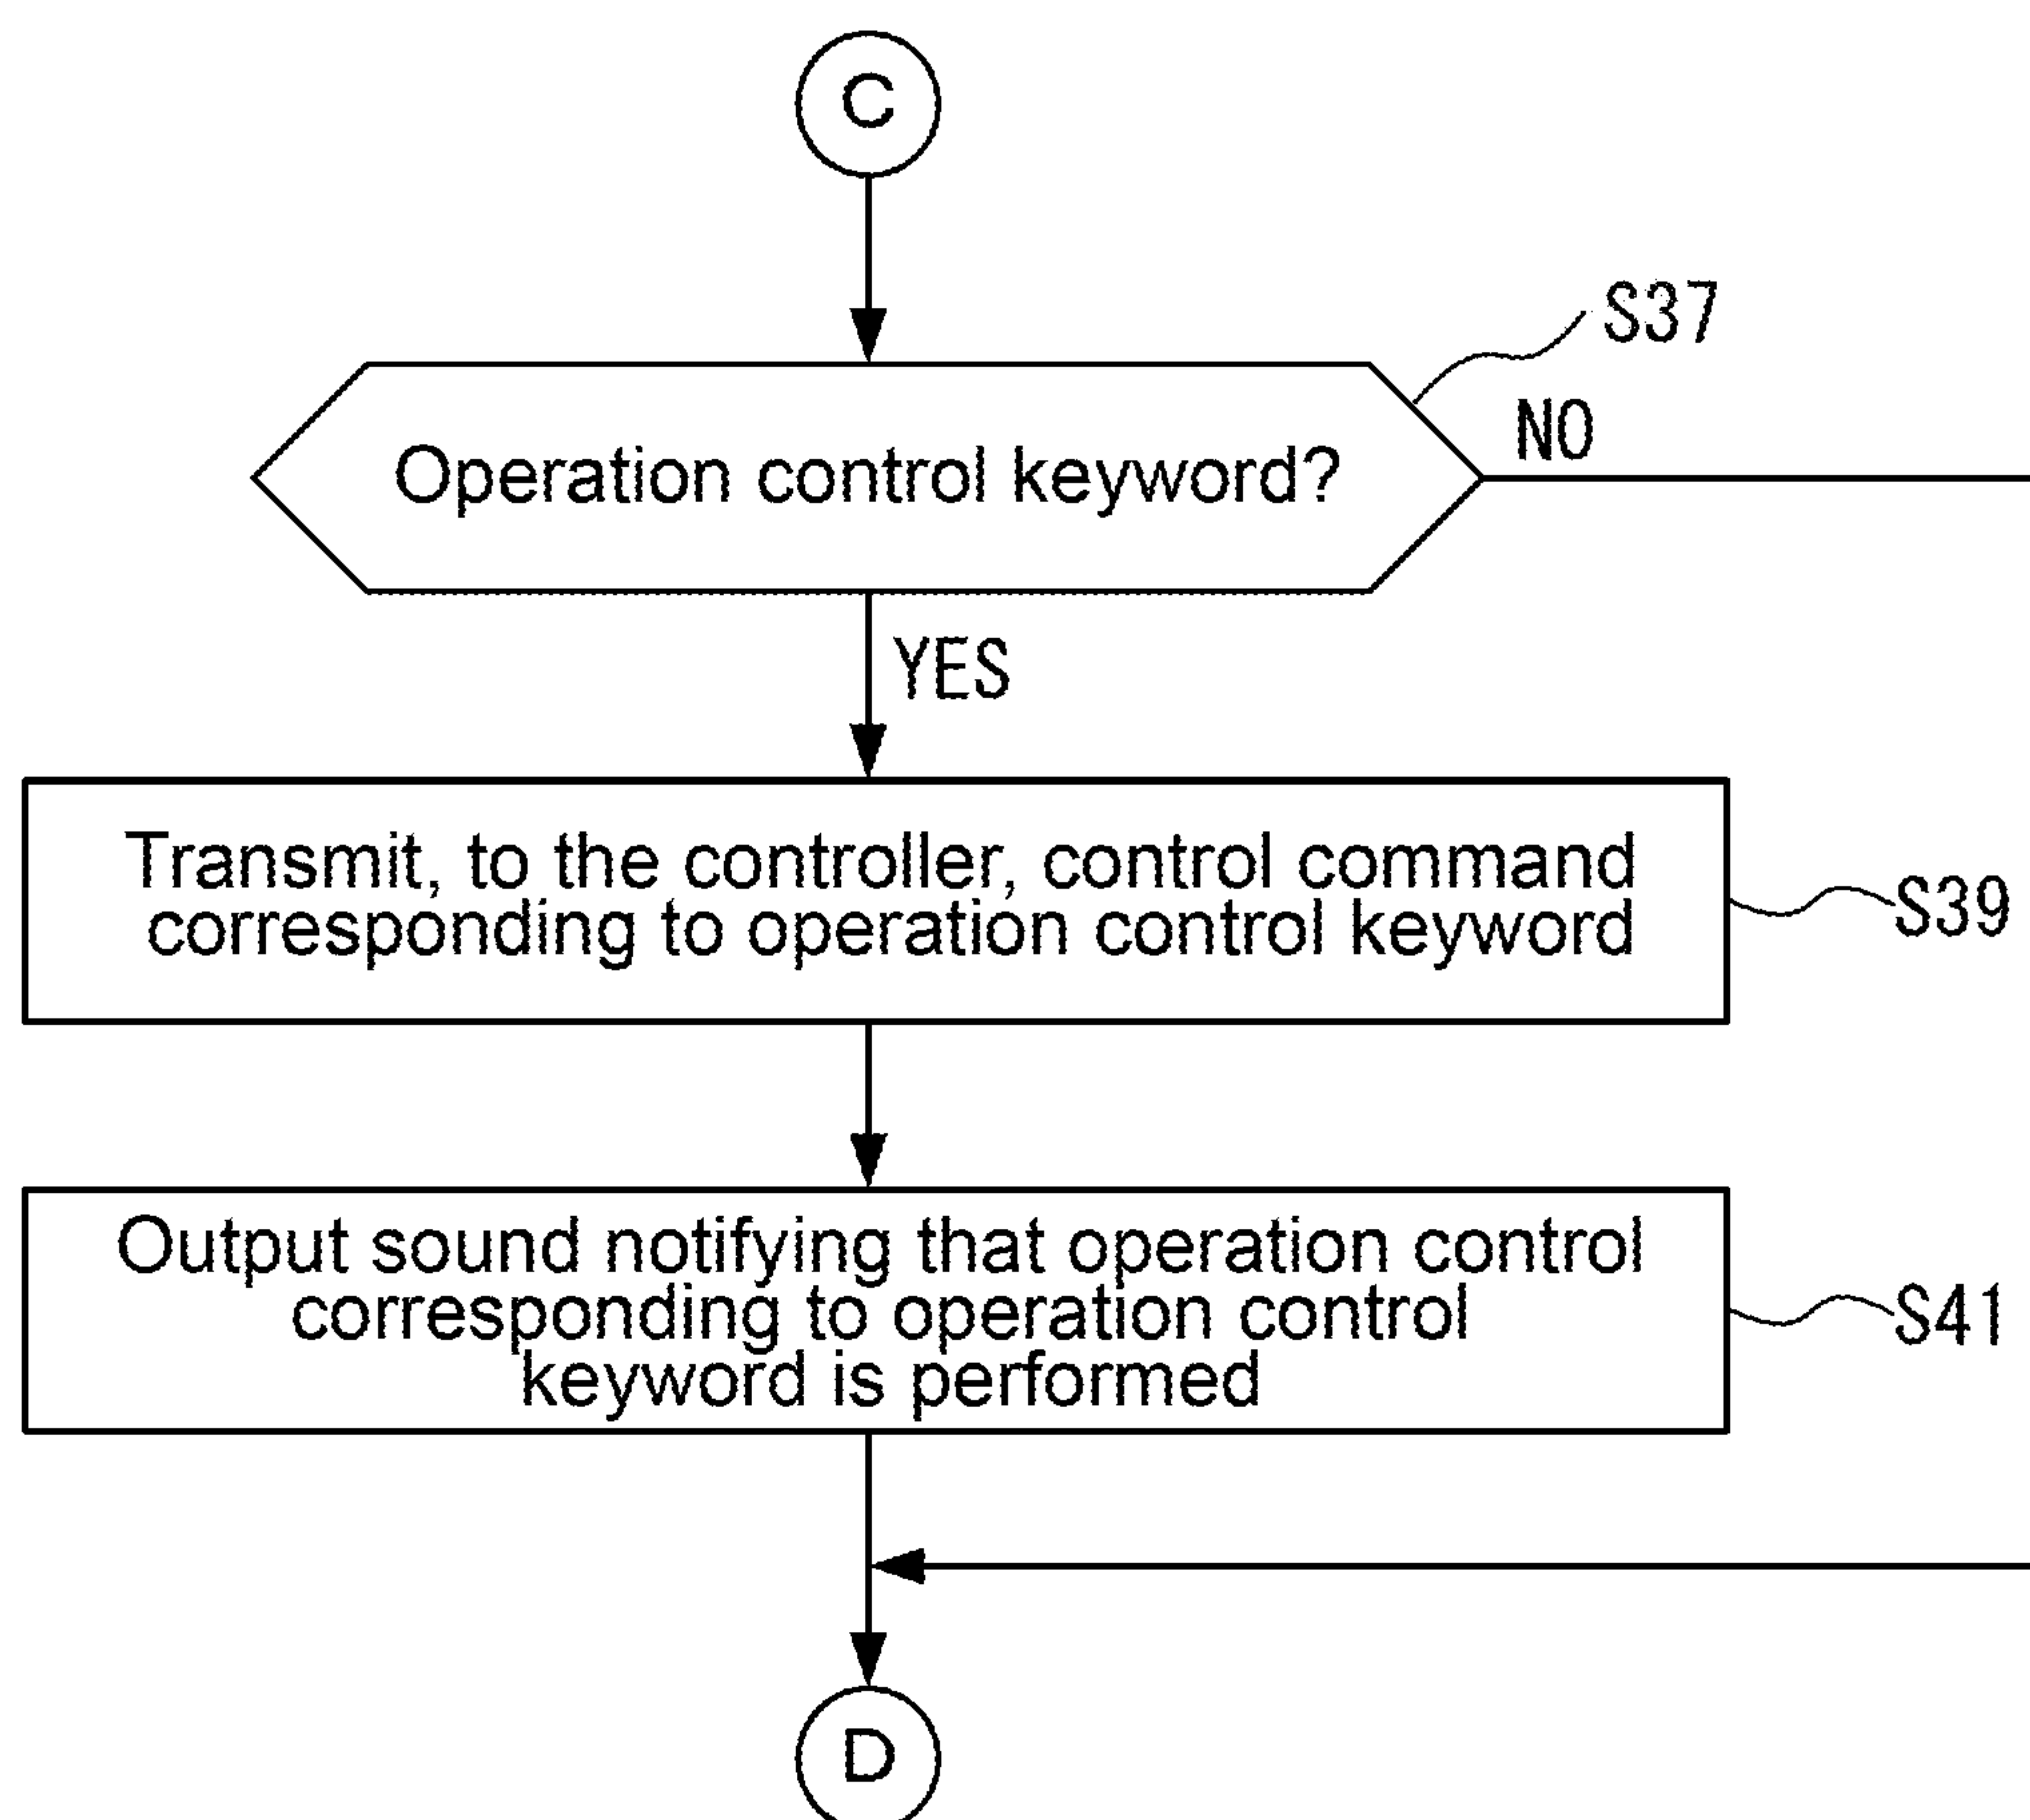 C
S37
NO
Operation control keyword?
YES
Transmit, to the controller, control command
corresponding to operation control keyword
S39
Output sound notifying that operation control
corresponding to operation control
keyword is performed
S41
D